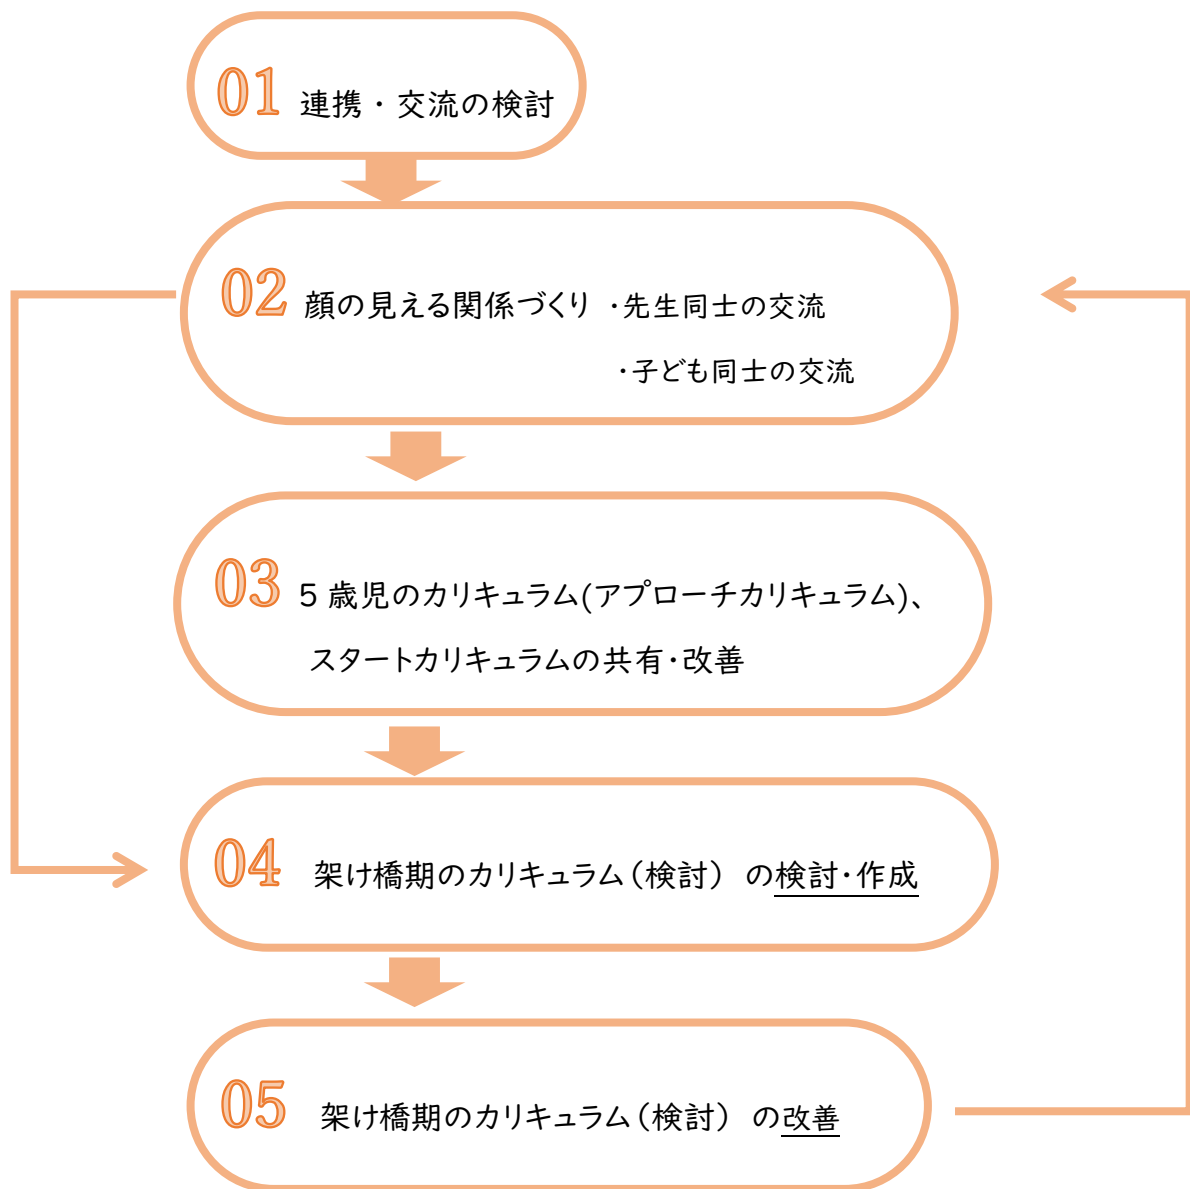 01 連携・交流の検討
02 顔の見える関係づくり ・先生同士の交流
・子ども同士の交流
03 5歳児のカリキュラム(アプローチカリキュラム)、
スタートカリキュラムの共有・改善
04 架け橋期のカリキュラム（検討） の検討・作成
05 架け橋期のカリキュラム（検討） の改善